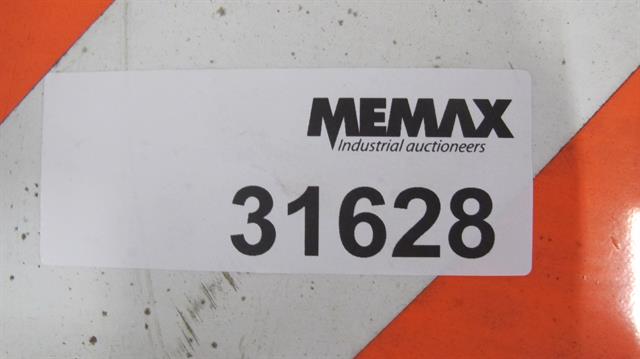 MEMAX
Industrial auctioneers
31628